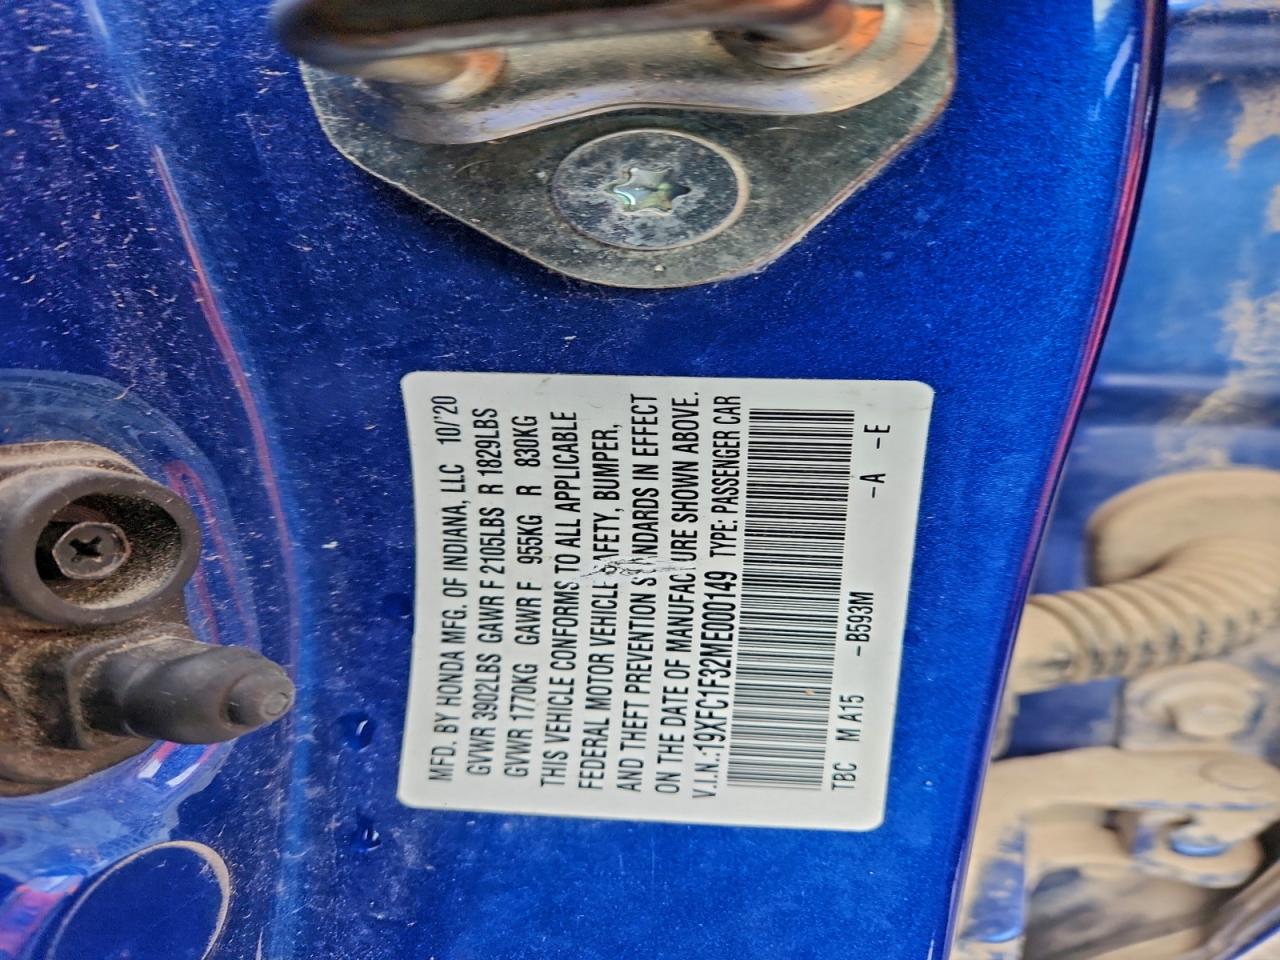 MFD. BY HONDA MFG. OF INDIANA, LLC 10/'20
GVWR 3902LBS GAWR F 2105LBS R 1829LBS
GVWR 1770KG GAWR F 955KG R 830KG
THIS VEHICLE CONFORMS TO ALL APPLICABLE
FEDERAL MOTOR VEHICLE SAFETY, BUMPER,
AND THEFT PREVENTION STANDARDS IN EFFECT
ON THE DATE OF MANUFACTURE SHOWN ABOVE.
V.I.N.:19XFC1F32ME000149 TYPE: PASSENGER CAR
TBC M A15 -B593M -A -E